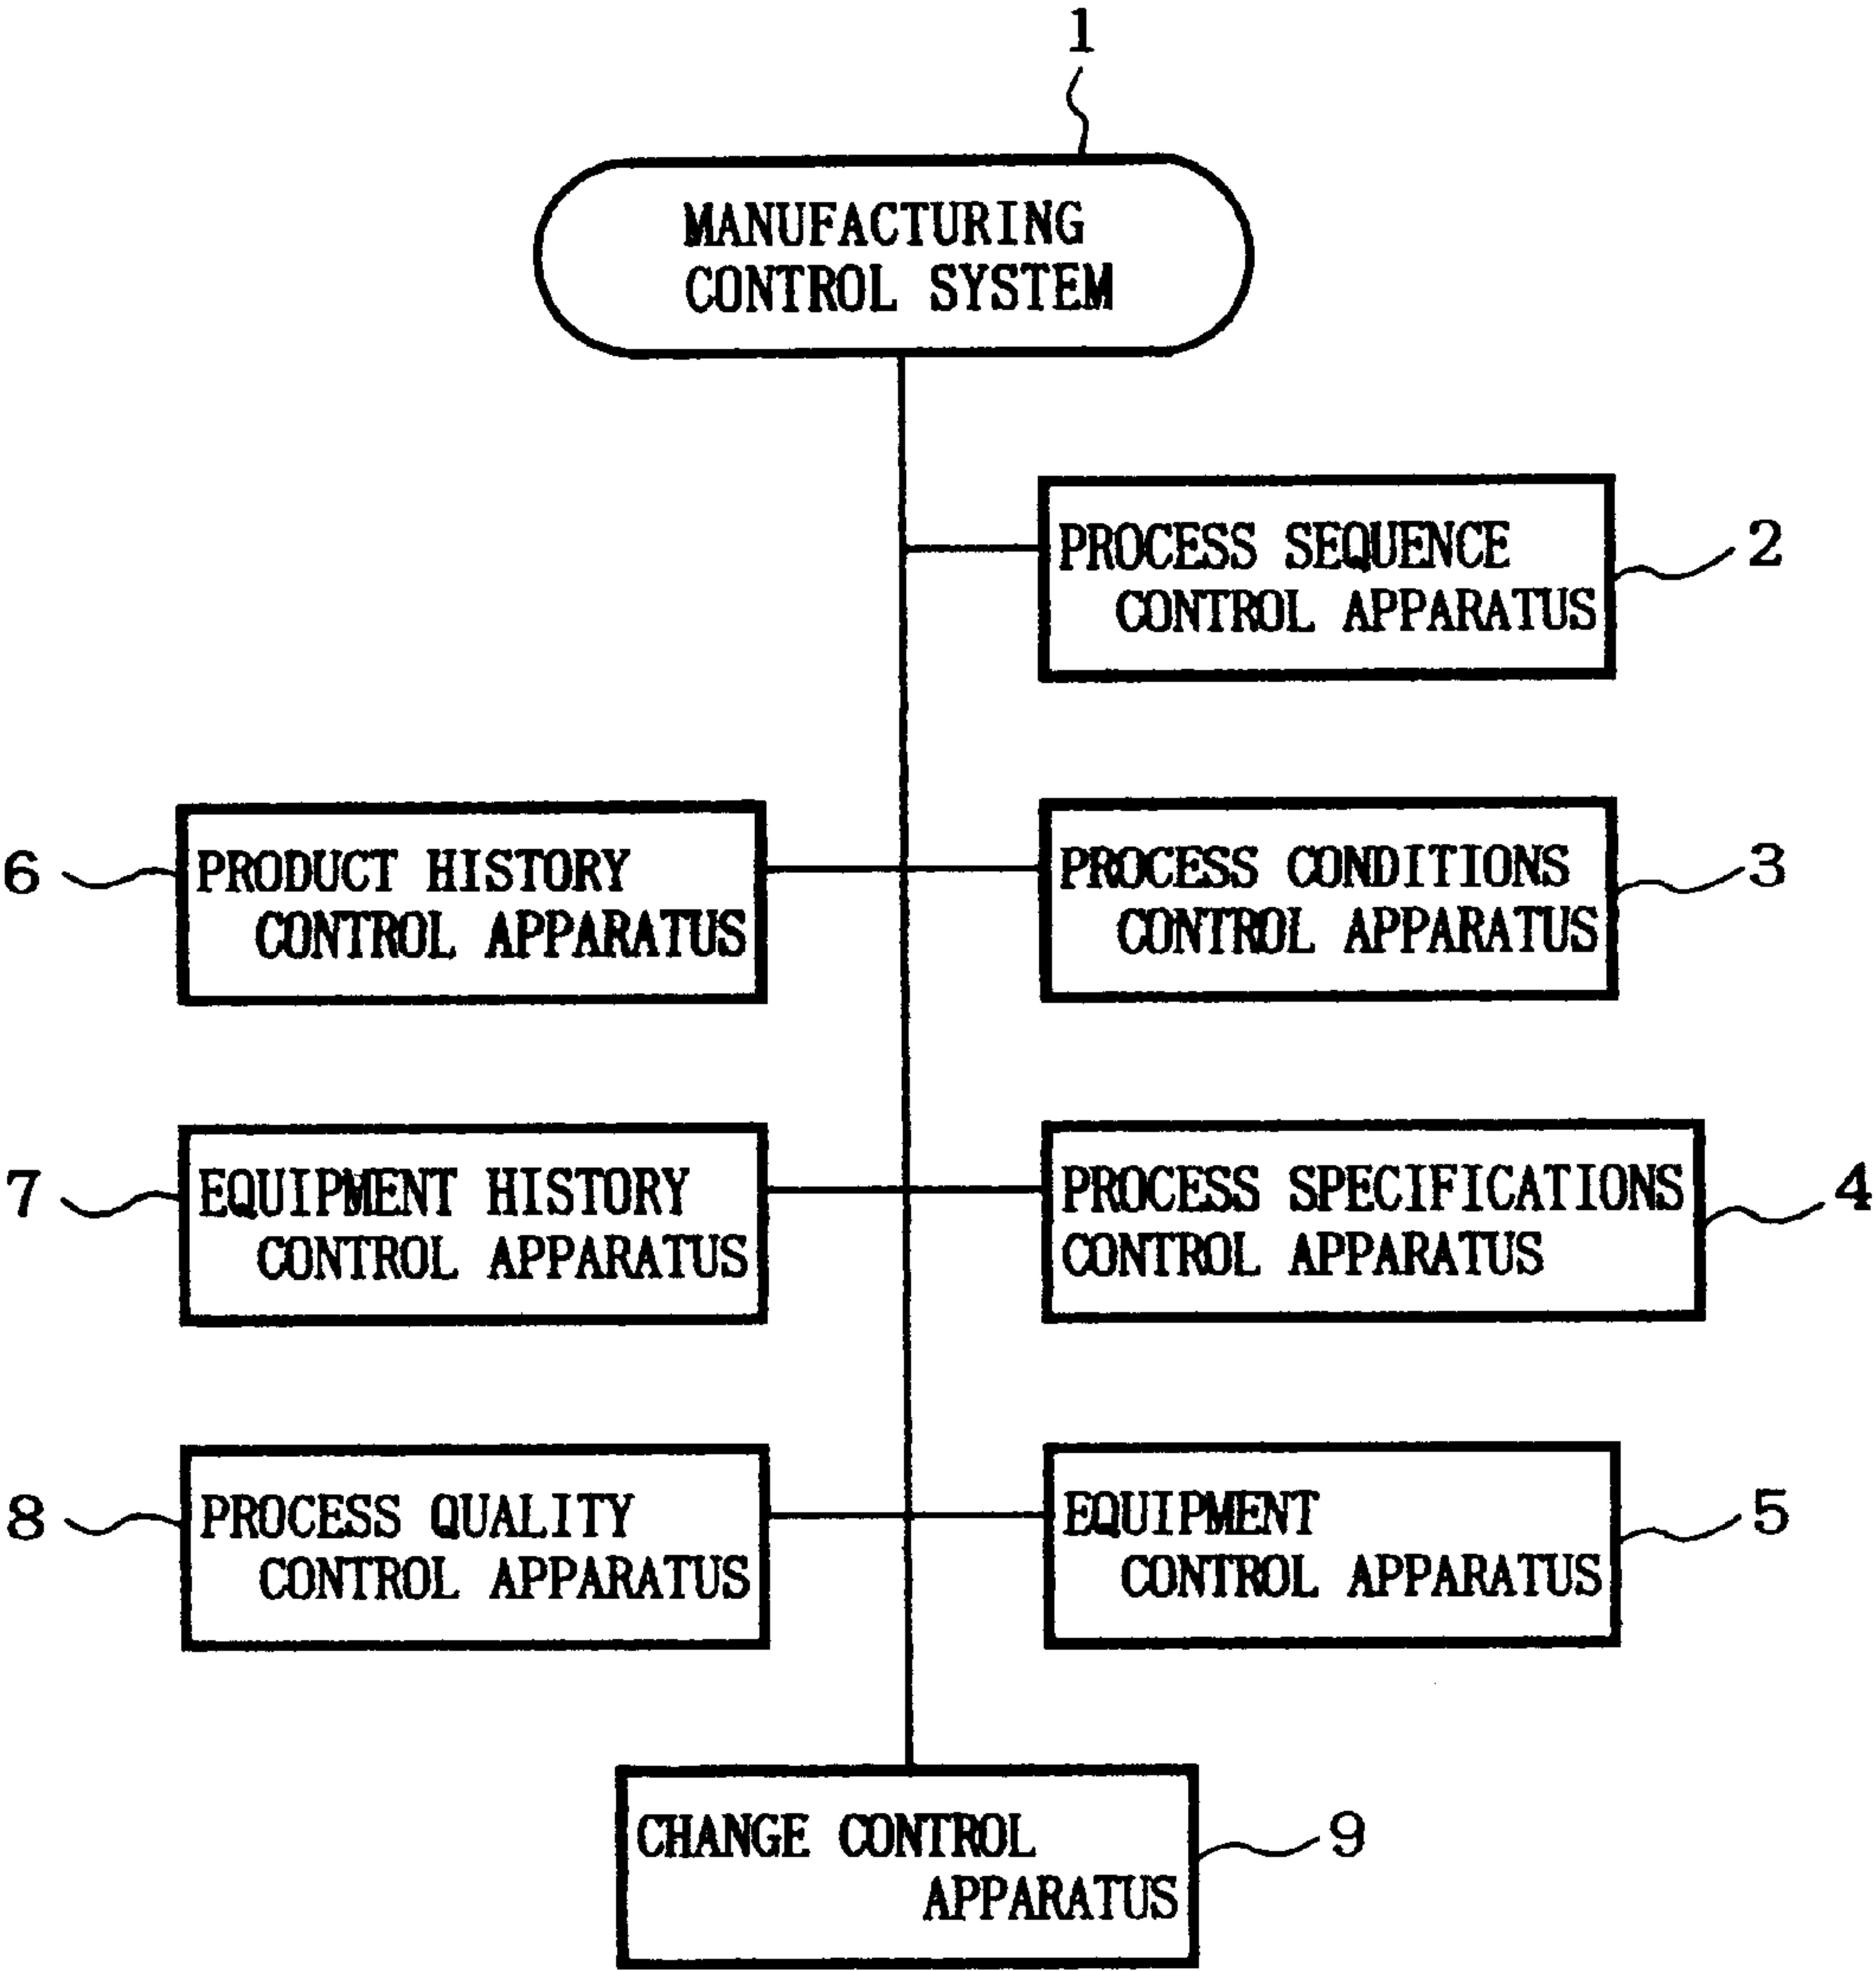 1
MANUFACTURING
CONTROL SYSTEM
PROCESS SEQUENCE
CONTROL APPARATUS
2
6
PRODUCT HISTORY
CONTROL APPARATUS
PROCESS CONDITIONS
CONTROL APPARATUS
3
7
EQUIPMENT HISTORY
CONTROL APPARATUS
PROCESS SPECIFICATIONS
CONTROL APPARATUS
4
8
PROCESS QUALITY
CONTROL APPARATUS
EQUIPMENT
CONTROL APPARATUS
5
CHANGE CONTROL
APPARATUS
9